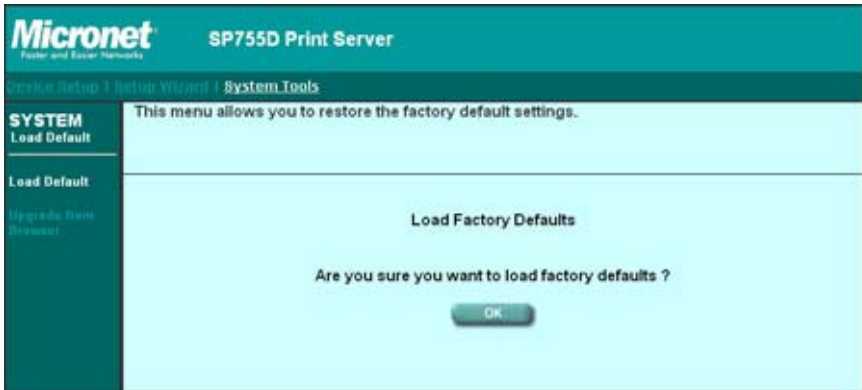 Micronet
Faster and Easier Networks
SP755D Print Server
Device Setup | Setup Wizard | System Tools
SYSTEM
Load Default
This menu allows you to restore the factory default settings.
Load Default
Upgrade from
Browser
Load Factory Defaults
Are you sure you want to load factory defaults ?
OK